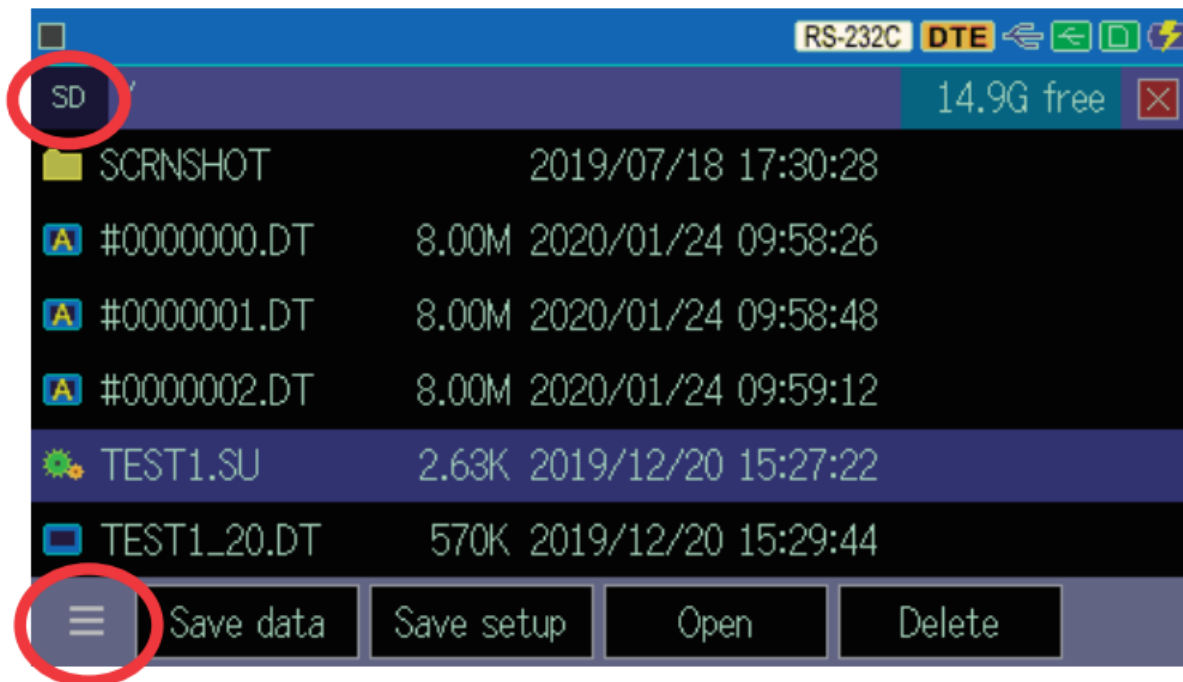 RS-232C DTE
SD / 14.9G free
SCRNSHOT 2019/07/18 17:30:28
A #0000000.DT 8.00M 2020/01/24 09:58:26
A #0000001.DT 8.00M 2020/01/24 09:58:48
A #0000002.DT 8.00M 2020/01/24 09:59:12
TEST1.SU 2.63K 2019/12/20 15:27:22
TEST1_20.DT 570K 2019/12/20 15:29:44
Save data Save setup Open Delete